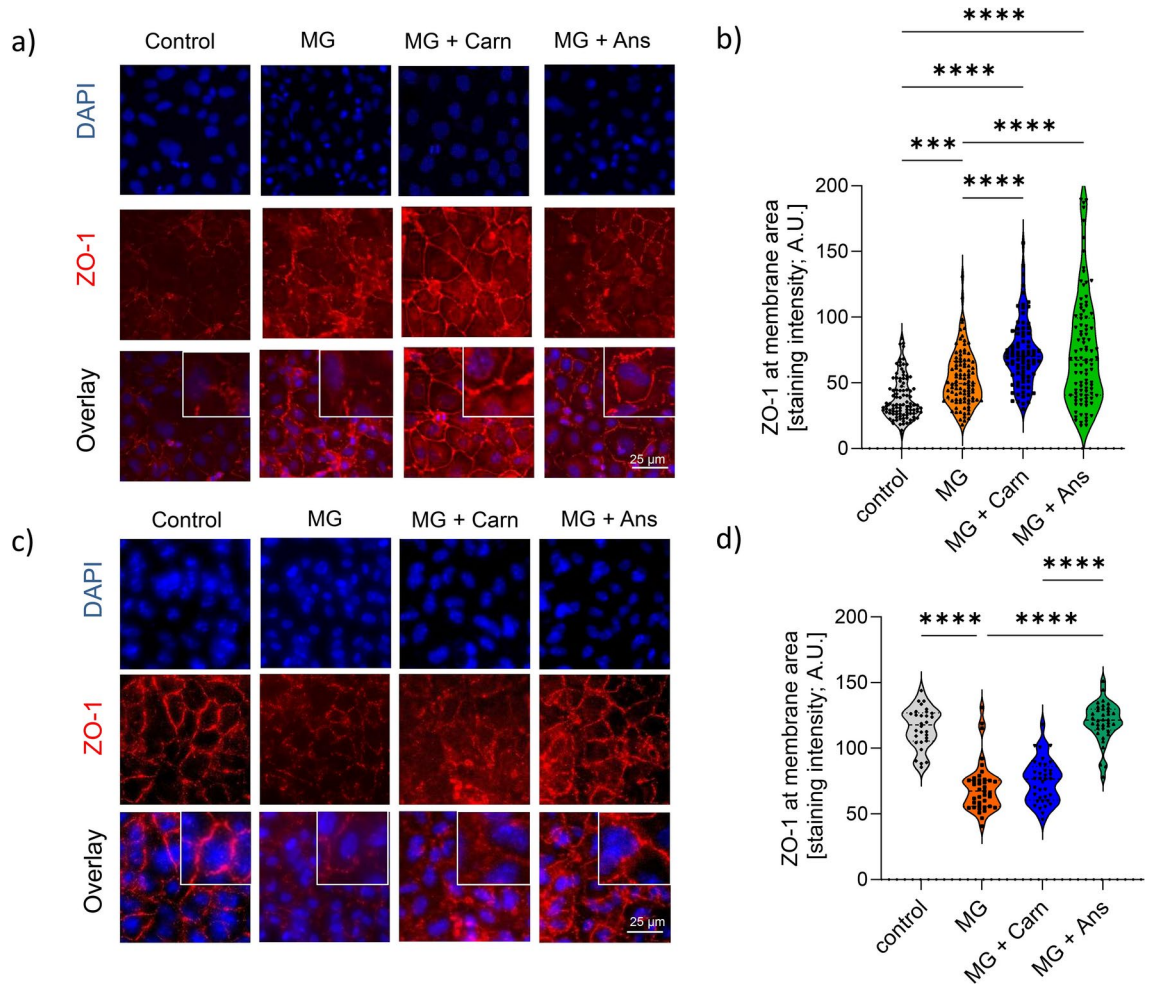 a)
Control MG MG + Carn MG + Ans
DAPI
ZO-1
Overlay
25 µm
b)
****
****
****
***
****
ZO-1 at membrane area
[staining intensity; A.U.]
200
150
100
50
0
control
MG
MG + Carn
MG + Ans
c)
Control MG MG + Carn MG + Ans
DAPI
ZO-1
Overlay
25 µm
d)
****
**** ****
ZO-1 at membrane area
[staining intensity; A.U.]
200
150
100
50
0
control
MG
MG + Carn
MG + Ans